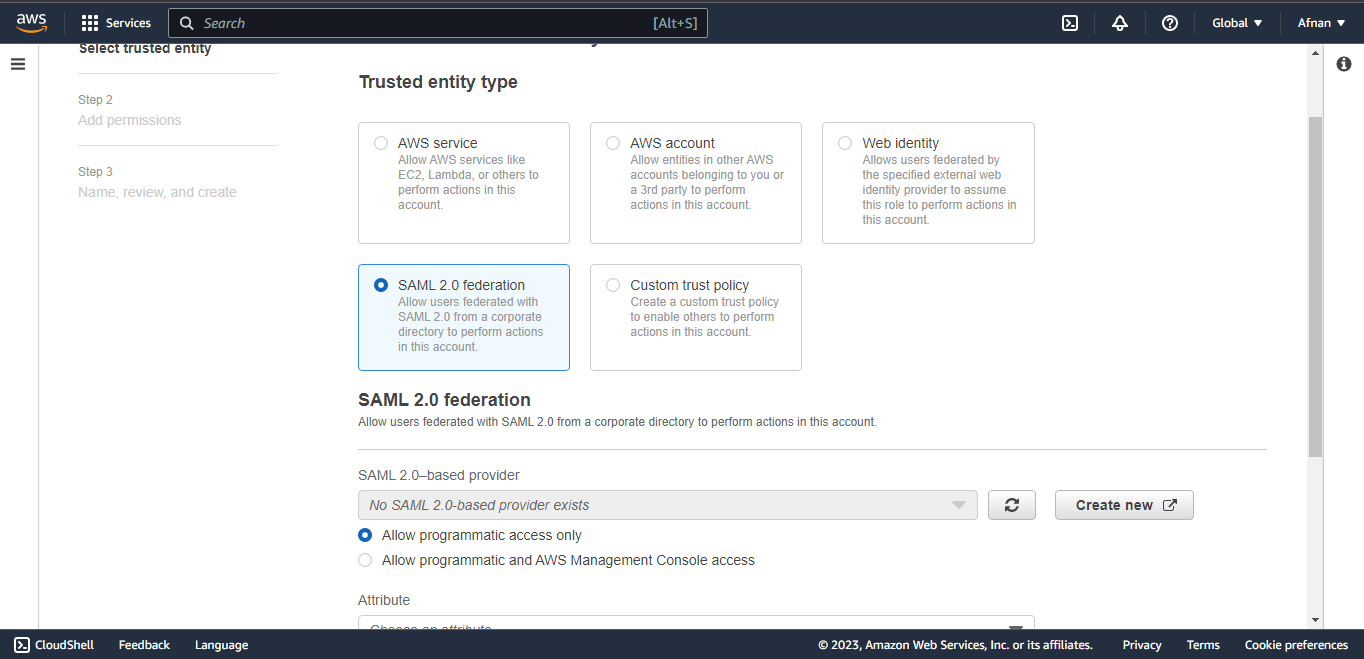 aws
Services
Search
[Alt+S]
Global
Afnan
Select trusted entity
Step 2
Add permissions
Step 3
Name, review, and create
Trusted entity type
AWS service
Allow AWS services like
EC2, Lambda, or others to
perform actions in this
account.
AWS account
Allow entities in other AWS
accounts belonging to you or
a 3rd party to perform
actions in this account.
Web identity
Allows users federated by
the specified external web
identity provider to assume
this role to perform actions in
this account.
SAML 2.0 federation
Allow users federated with
SAML 2.0 from a corporate
directory to perform actions
in this account.
Custom trust policy
Create a custom trust policy
to enable others to perform
actions in this account.
SAML 2.0 federation
Allow users federated with SAML 2.0 from a corporate directory to perform actions in this account.
SAML 2.0–based provider
No SAML 2.0-based provider exists
Create new
Allow programmatic access only
Allow programmatic and AWS Management Console access
Attribute
Choose an attribute
CloudShell
Feedback
Language
© 2023, Amazon Web Services, Inc. or its affiliates.
Privacy
Terms
Cookie preferences